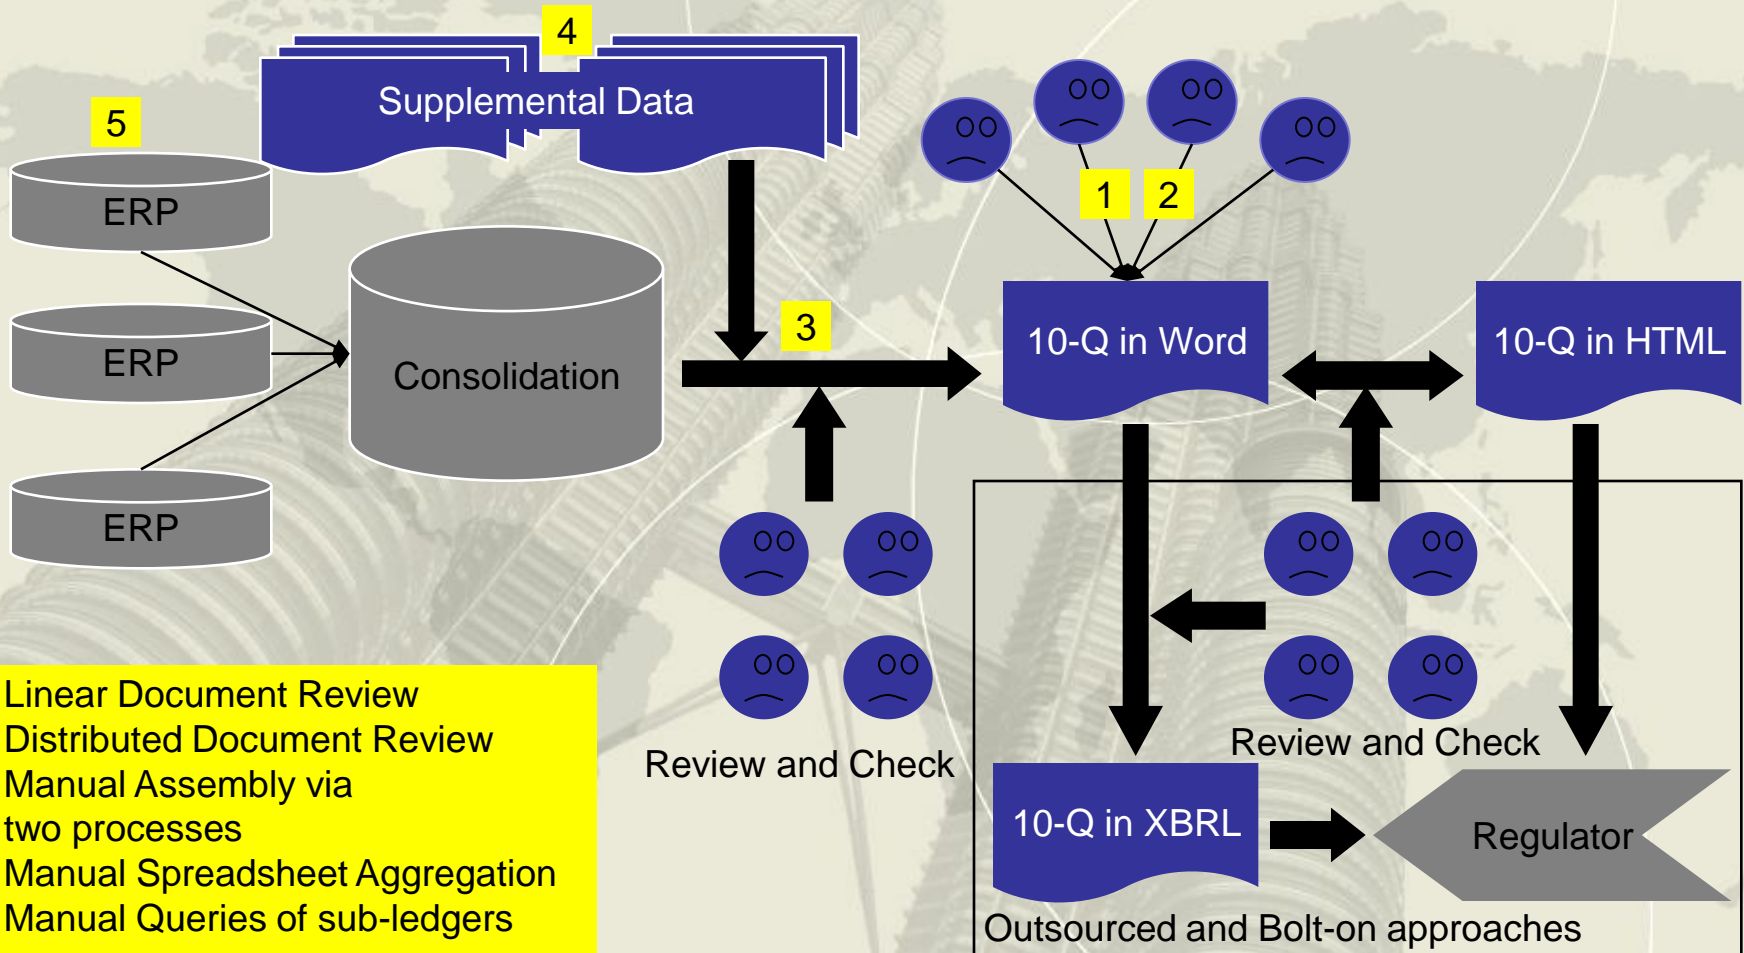 4
Supplemental Data
5
ERP
1
2
ERP
Consolidation
3
10-Q in Word
10-Q in HTML
ERP
Linear Document Review
Distributed Document Review
Manual Assembly via
two processes
Manual Spreadsheet Aggregation
Manual Queries of sub-ledgers
Review and Check
Review and Check
10-Q in XBRL
Regulator
Outsourced and Bolt-on approaches